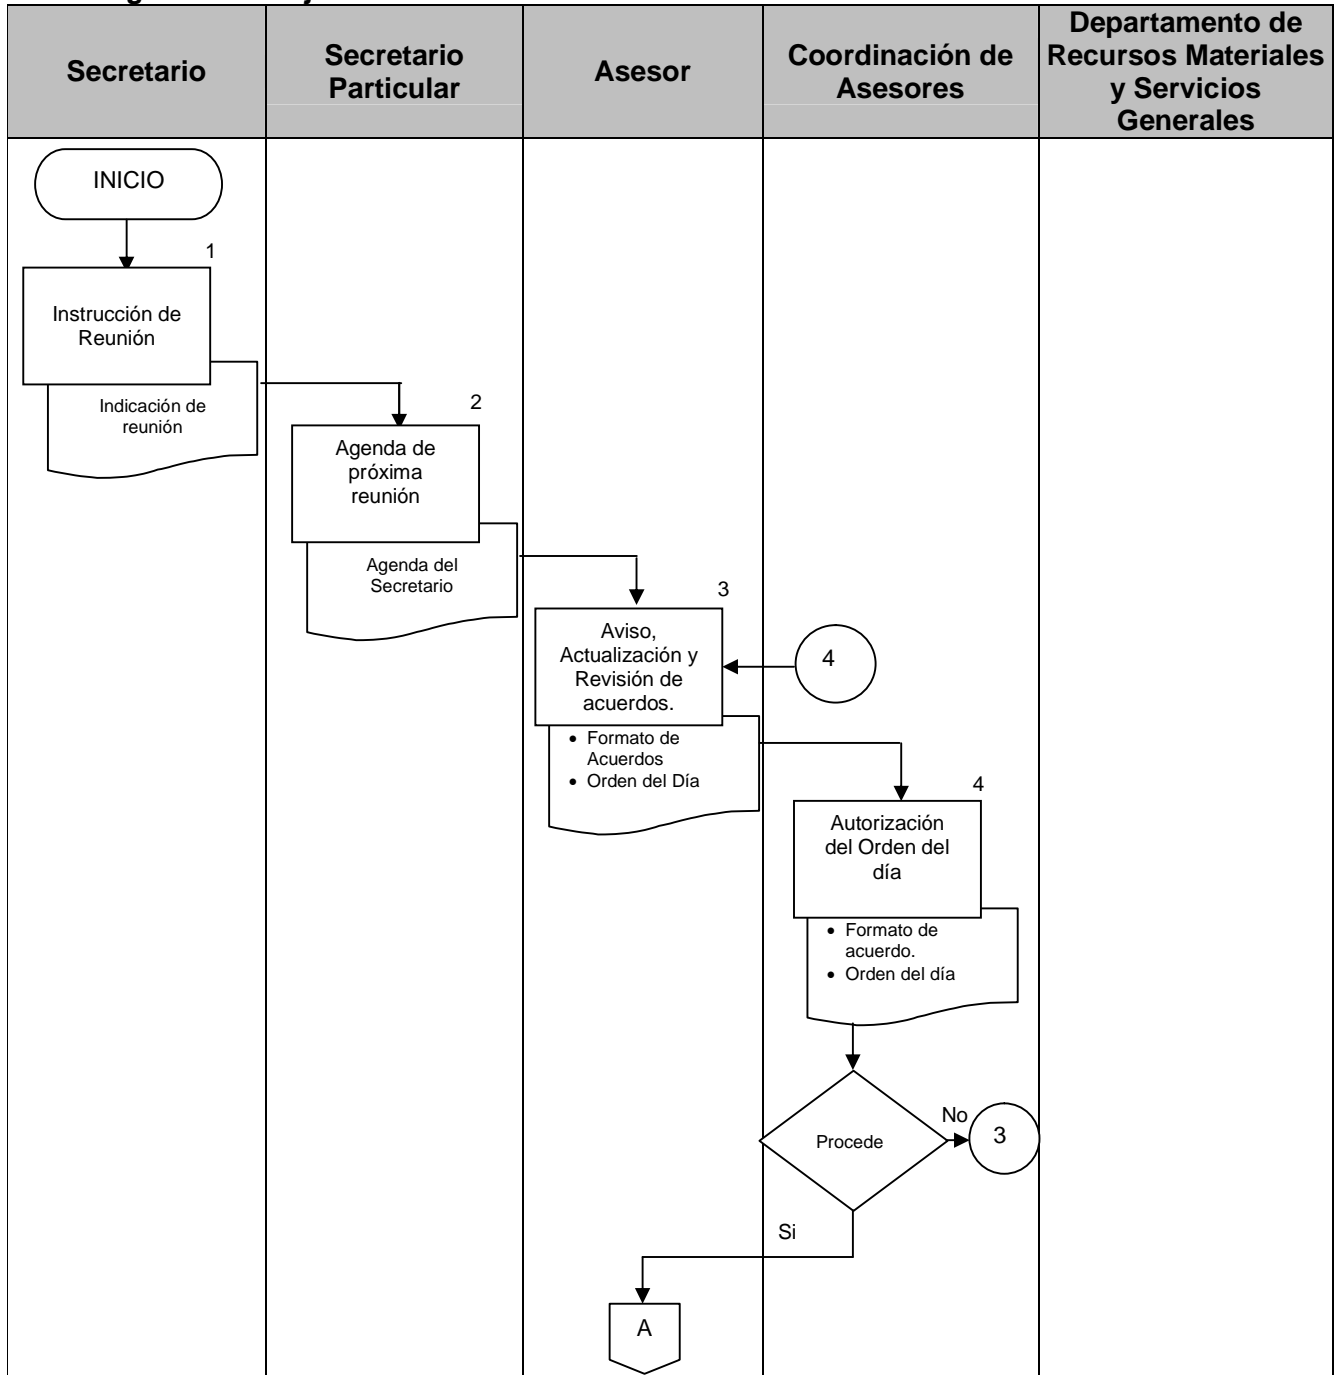 Secretario
Secretario
Particular
Asesor
Coordinación de
Asesores
Departamento de
Recursos Materiales
y Servicios
Generales
INICIO
1
Instrucción de
Reunión
Indicación de
reunión
2
Agenda de
próxima
reunión
Agenda del
Secretario
3
Aviso,
Actualización y
Revisión de
acuerdos.
4
• Formato de
Acuerdos
• Orden del Día
4
Autorización
del Orden del
día
• Formato de
acuerdo.
• Orden del día
Procede
No
3
Si
A